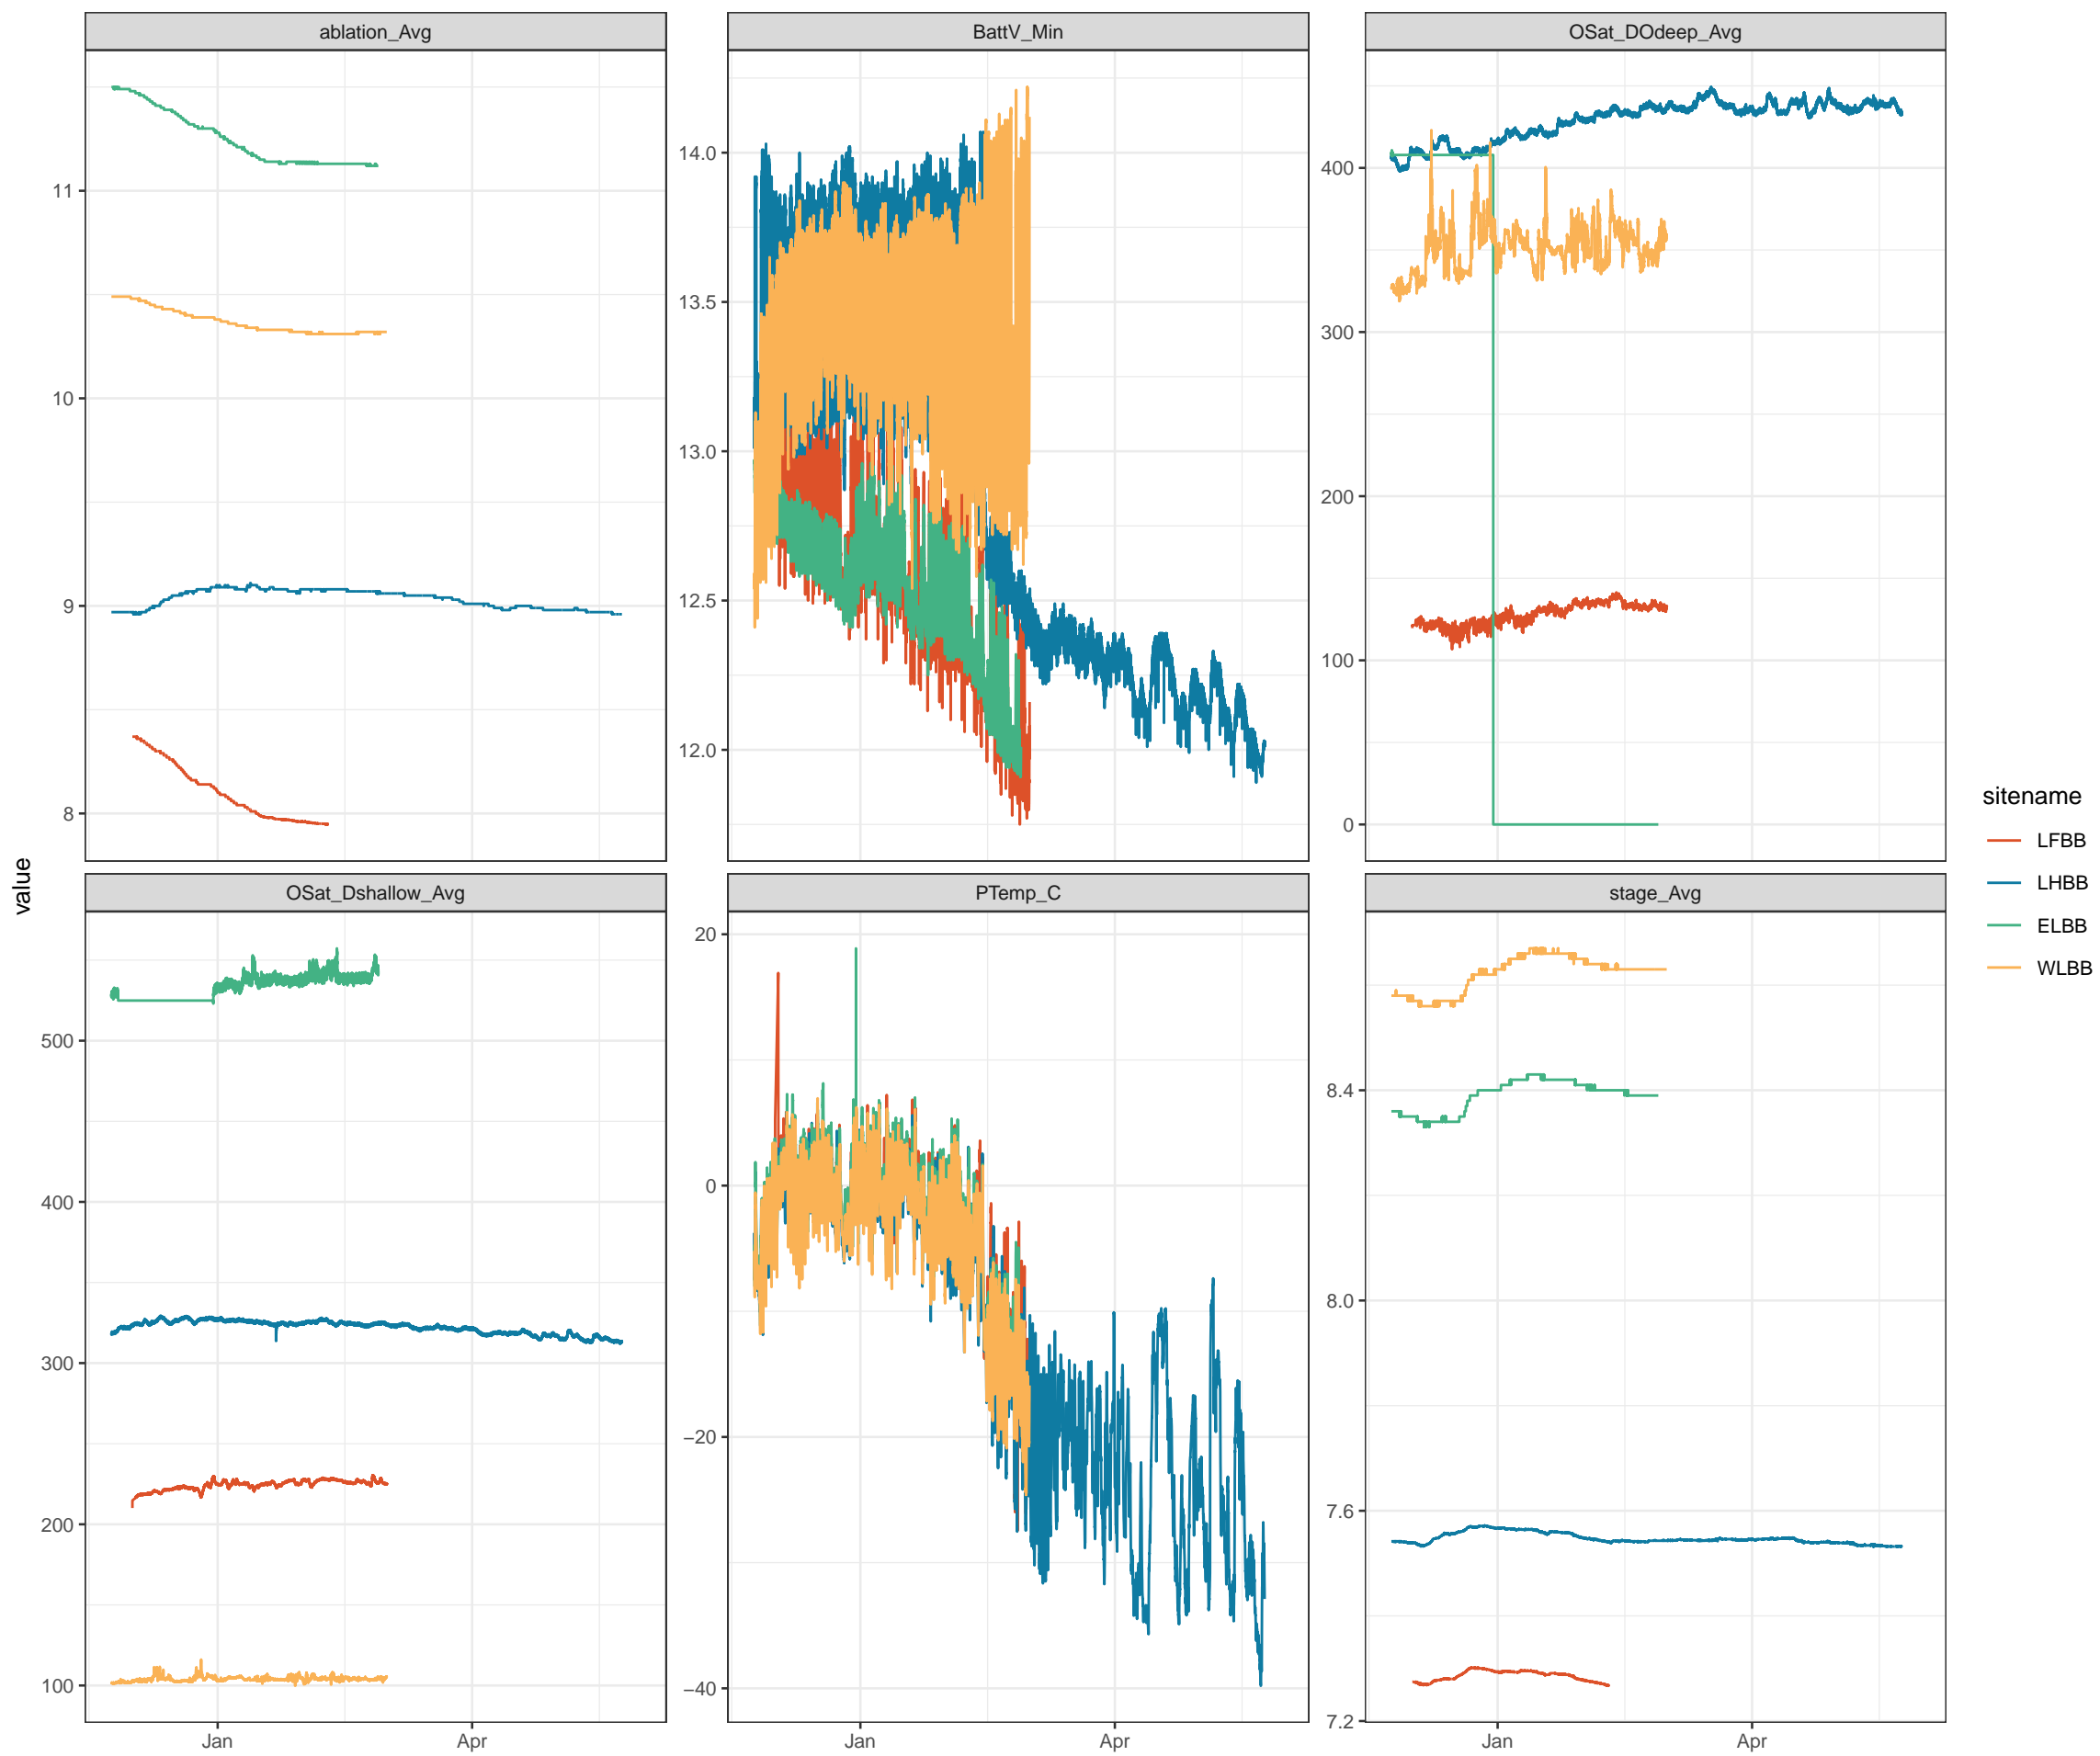 ablation_Avg
BattV_Min
OSat_DOdeep_Avg
11
10
9
8
14.0
13.5
13.0
12.5
12.0
400
300
200
100
0
value
OSat_Dshallow_Avg
PTemp_C
stage_Avg
500
400
300
200
100
20
0
−20
−40
8.4
8.0
7.6
7.2
Jan
Apr
Jan
Apr
Jan
Apr
sitename
LFBB
LHBB
ELBB
WLBB